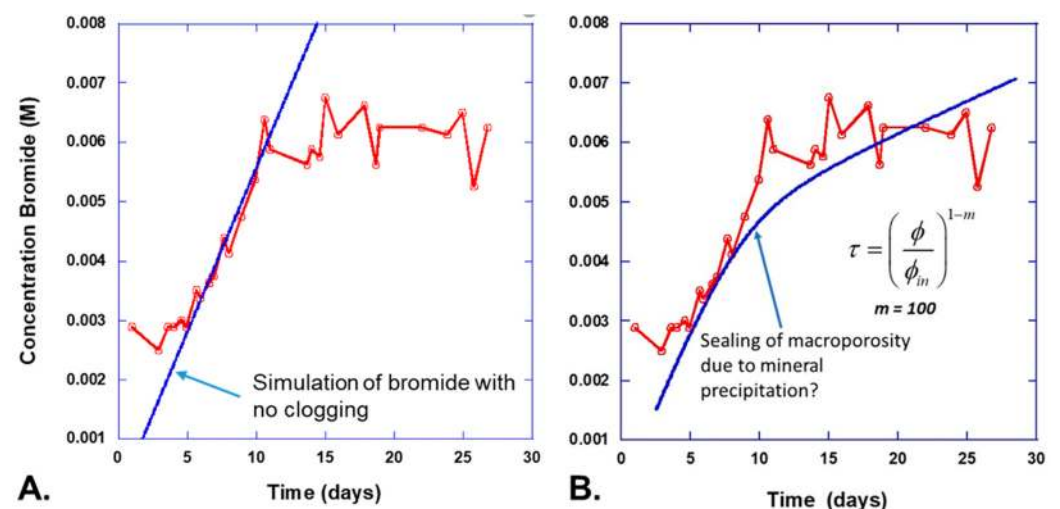 0.008
0.007
0.006
0.005
0.004
0.003
0.002
0.001
Concentration Bromide (M)
Simulation of bromide with
no clogging
0 5 10 15 20 25 30
Time (days)
A.
0.008
0.007
0.006
0.005
0.004
0.003
0.002
0.001
τ = (ϕ / ϕin)^1−m
m = 100
Sealing of macroporosity
due to mineral
precipitation?
0 5 10 15 20 25 30
Time (days)
B.